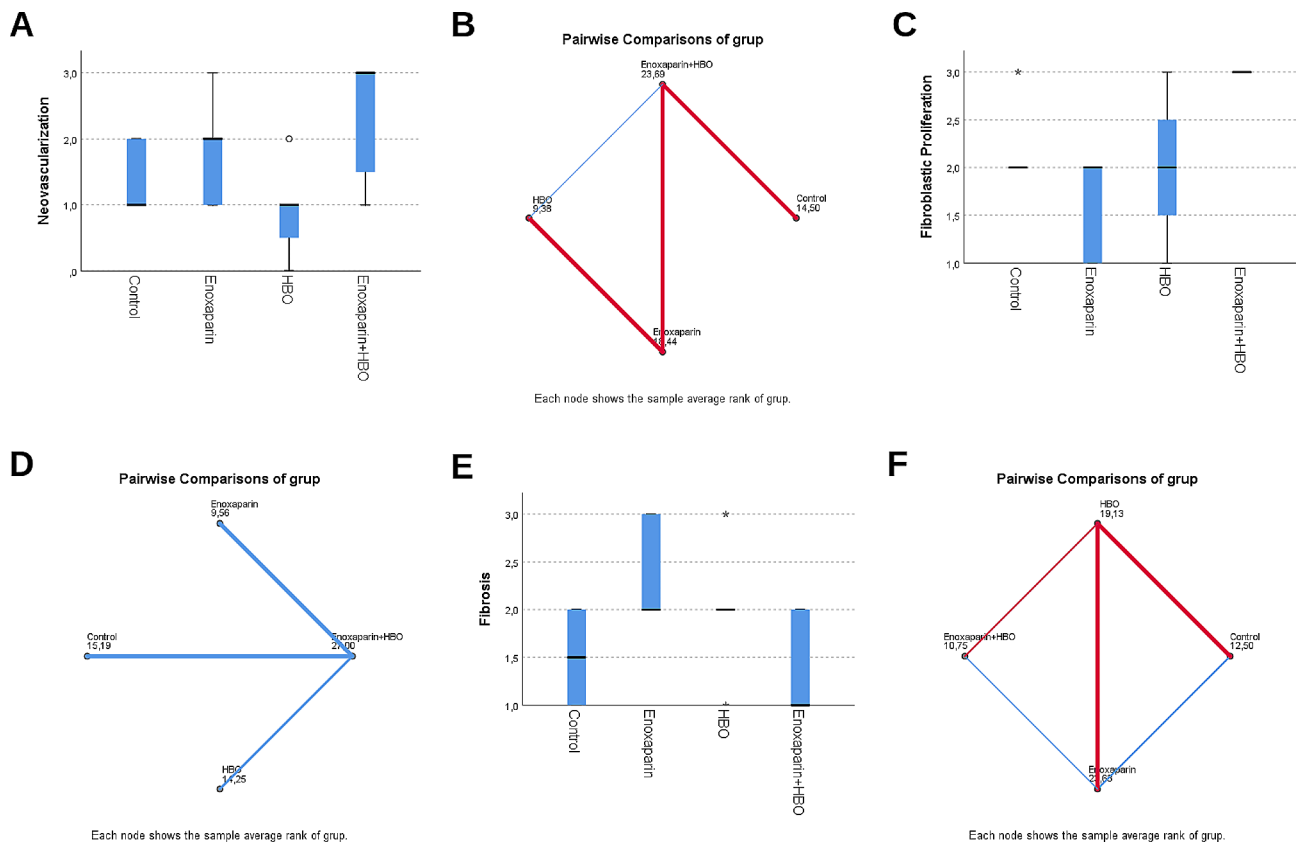 A
Neovascularization
3,0
2,0
1,0
,0
Control
Enoxaparin
HBO
Enoxaparin+HBO
B
Pairwise Comparisons of grup
Enoxaparin+HBO
23,69
HBO
9,38
Control
14,50
Enoxaparin
18,44
Each node shows the sample average rank of grup.
C
Fibroblastic Proliferation
3,0
2,5
2,0
1,5
1,0
Control
Enoxaparin
HBO
Enoxaparin+HBO
D
Pairwise Comparisons of grup
Enoxaparin
9,56
Control
15,19
Enoxaparin+HBO
27,00
HBO
14,25
Each node shows the sample average rank of grup.
E
Fibrosis
3,0
2,5
2,0
1,5
1,0
Control
Enoxaparin
HBO
Enoxaparin+HBO
F
Pairwise Comparisons of grup
HBO
19,13
Enoxaparin+HBO
10,75
Control
12,50
Enoxaparin
Each node shows the sample average rank of grup.